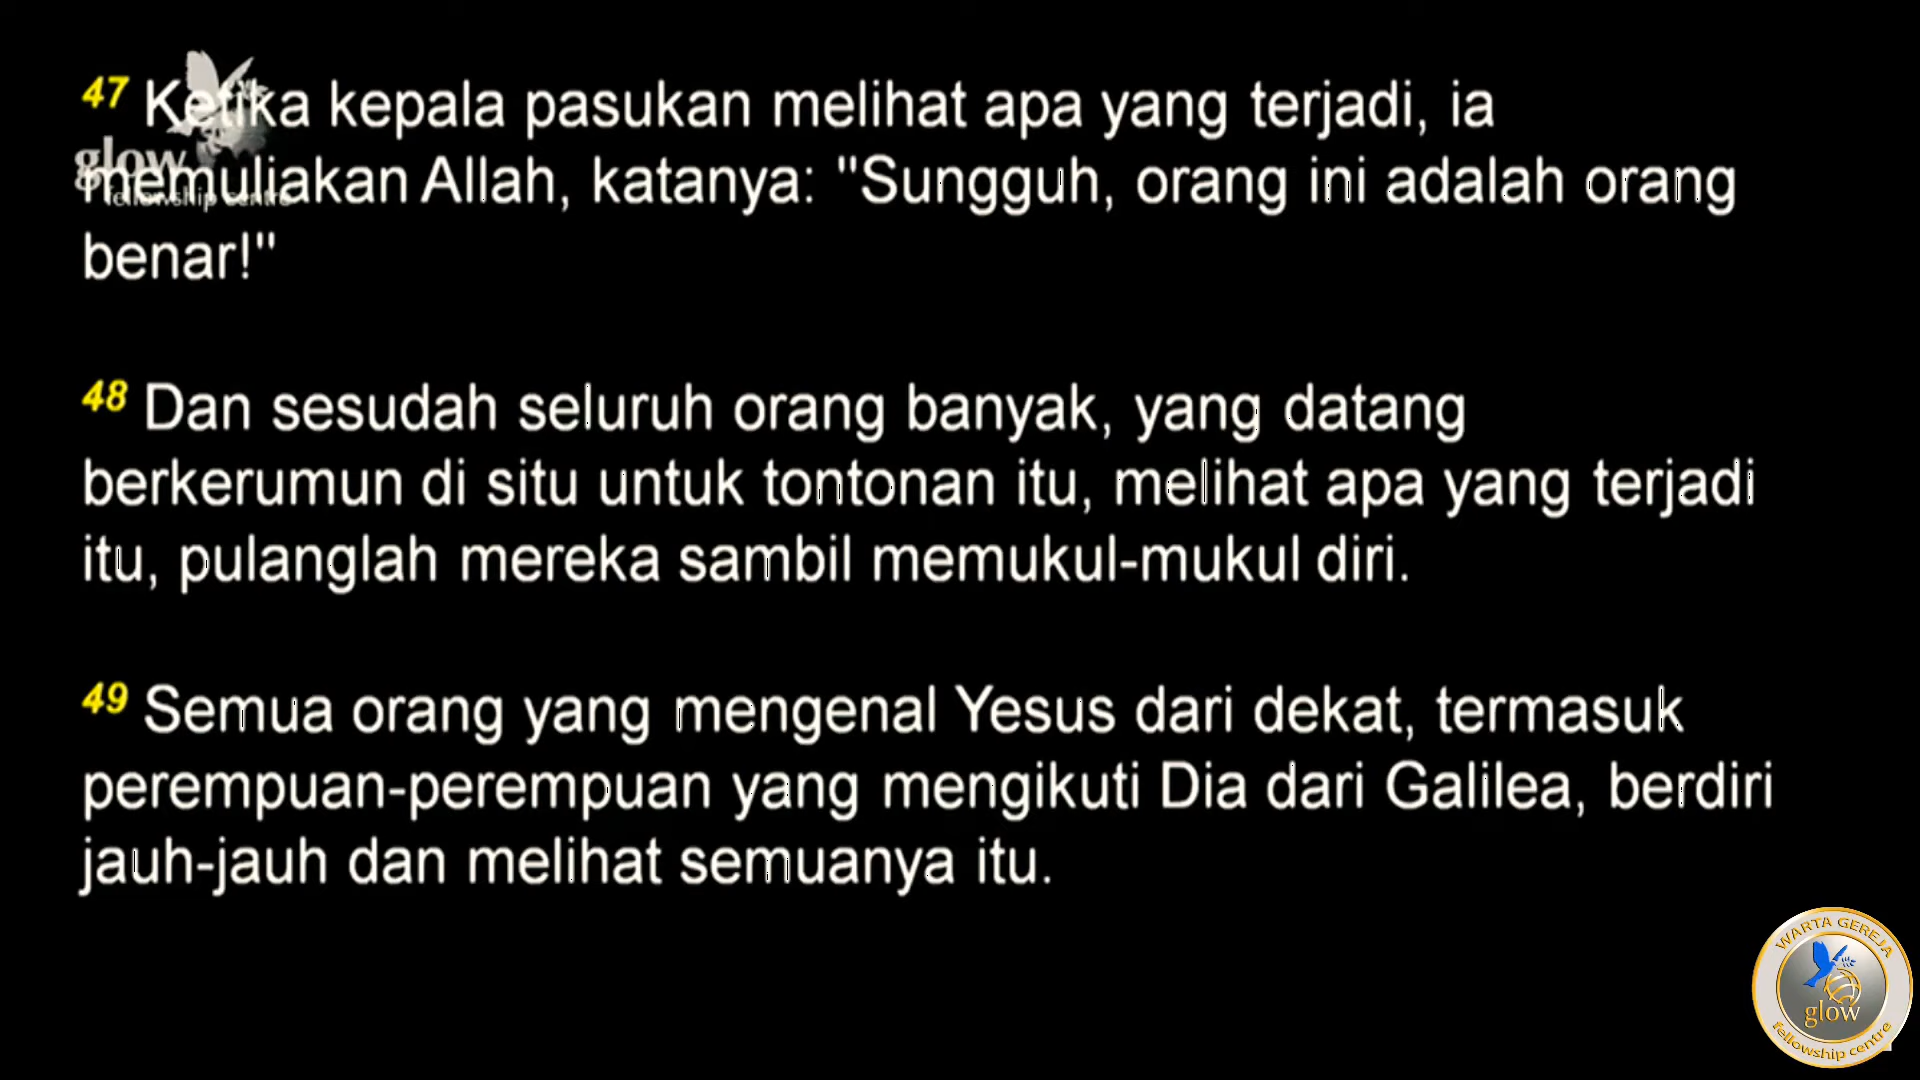 47 Ketika kepala pasukan melihat apa yang terjadi, ia
memuliakan Allah, katanya: "Sungguh, orang ini adalah orang
benar!"
glow
fellowship centre
48 Dan sesudah seluruh orang banyak, yang datang
berkerumun di situ untuk tontonan itu, melihat apa yang terjadi
itu, pulanglah mereka sambil memukul-mukul diri.
49 Semua orang yang mengenal Yesus dari dekat, termasuk
perempuan-perempuan yang mengikuti Dia dari Galilea, berdiri
jauh-jauh dan melihat semuanya itu.
WARTA GEREJA
glow
fellowship centre